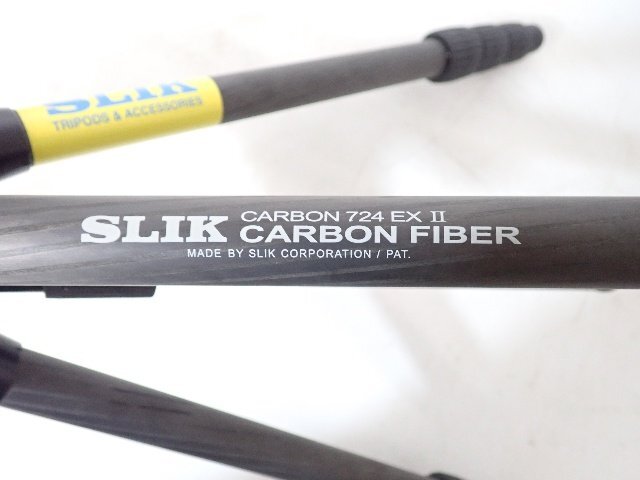 SLIK
TRIPODS & ACCESSORIES
SLIK CARBON 724 EX II
CARBON FIBER
MADE BY SLIK CORPORATION / PAT.